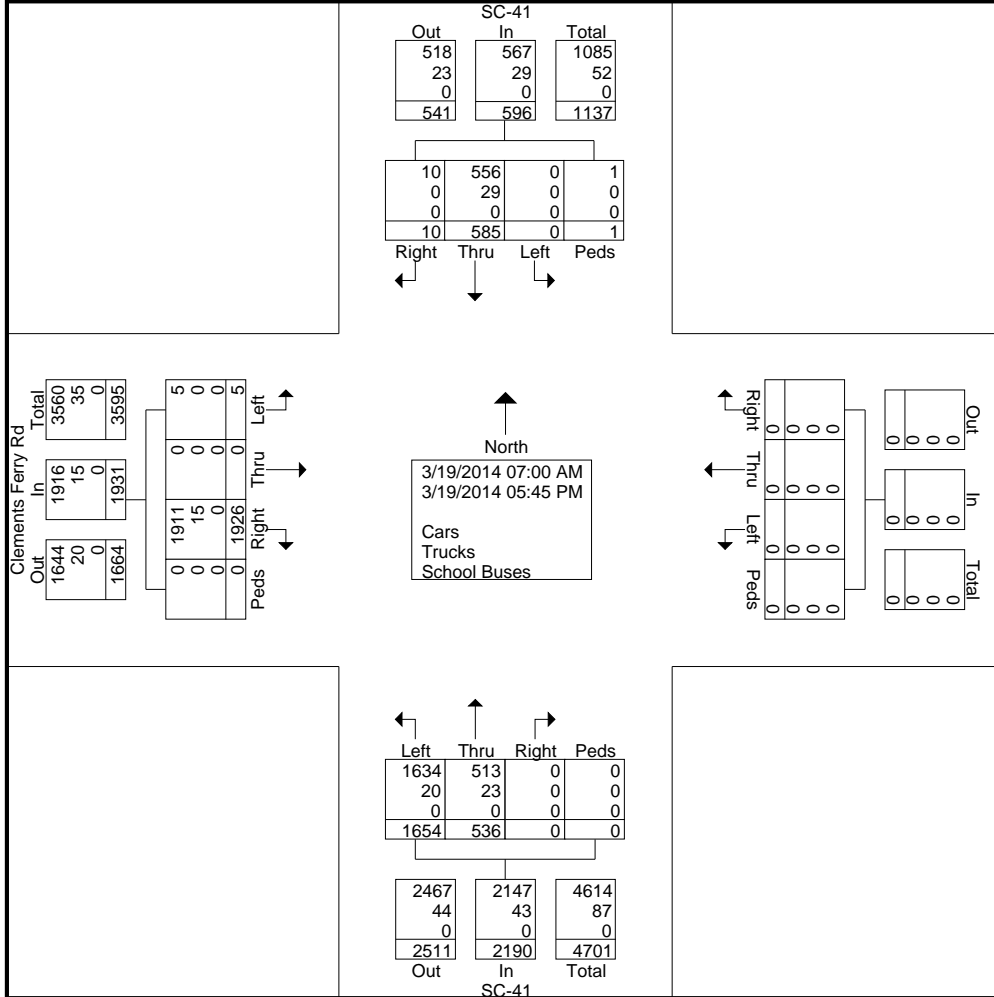 SC-41
Out In Total
518 567 1085
23 29 52
0 0 0
541 596 1137
10 556 0 1
0 29 0 0
0 0 0 0
10 585 0 1
Right Thru Left Peds
Clements Ferry Rd
Total In Out
3560 1916 1644
35 15 20
0 0 0
3595 1931 1664
5 0 1911 0
0 0 15 0
0 0 0 0
5 0 1926 0
Left Thru Right Peds
North
3/19/2014 07:00 AM
3/19/2014 05:45 PM
Cars
Trucks
School Buses
Right Thru Left Peds
0 0 0 0
0 0 0 0
0 0 0 0
0 0 0 0
Out In Total
0 0 0
0 0 0
0 0 0
0 0 0
Left Thru Right Peds
1634 513 0 0
20 23 0 0
0 0 0 0
1654 536 0 0
2467 2147 4614
44 43 87
0 0 0
2511 2190 4701
Out In Total
SC-41